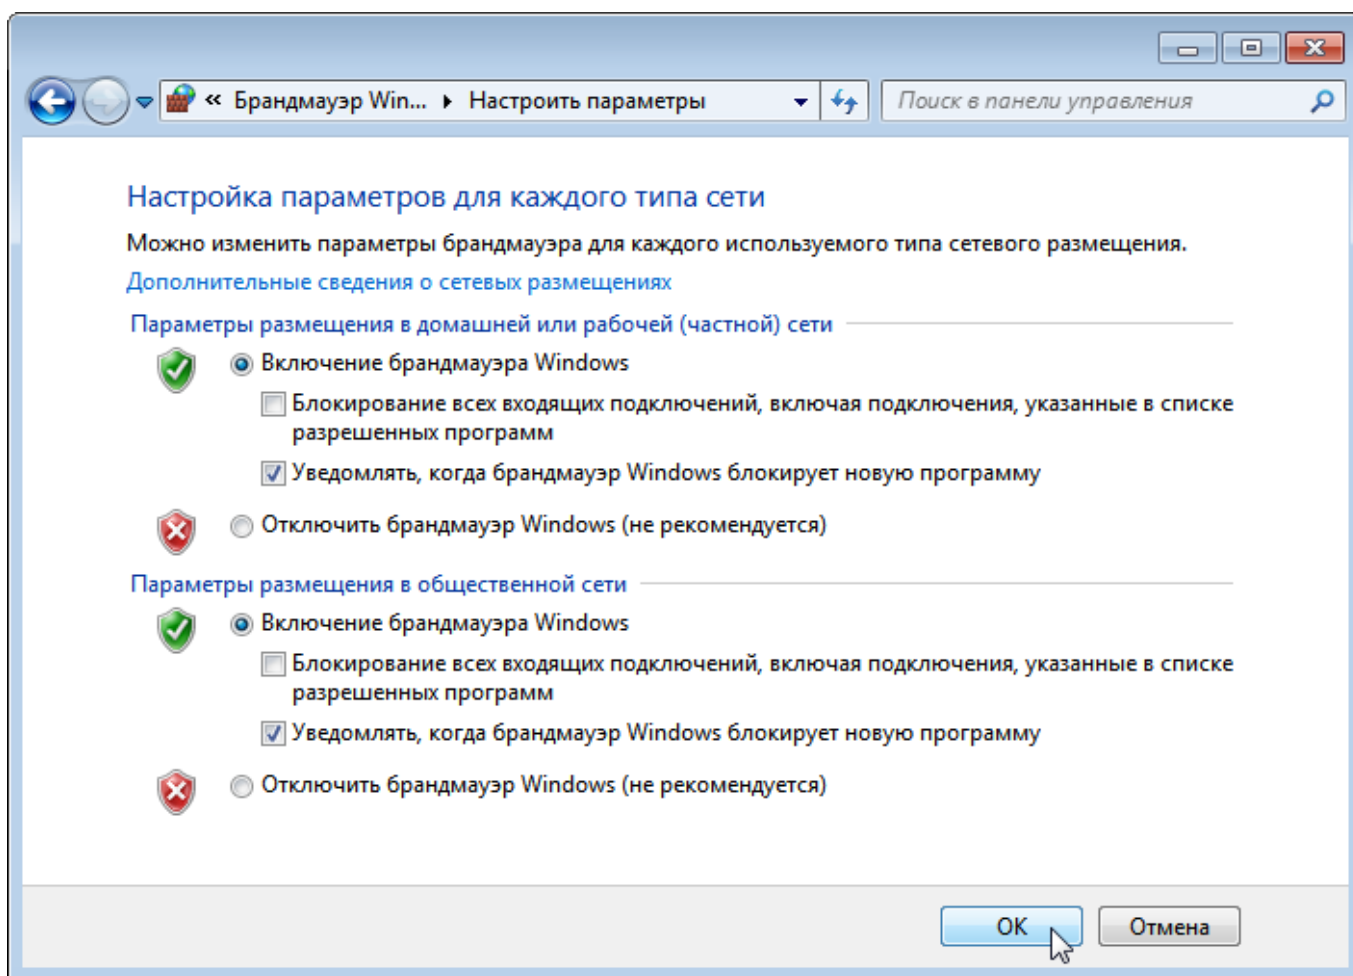 « Брандмауэр Win... Настроить параметры
Поиск в панели управления
Настройка параметров для каждого типа сети
Можно изменить параметры брандмауэра для каждого используемого типа сетевого размещения.
Дополнительные сведения о сетевых размещениях
Параметры размещения в домашней или рабочей (частной) сети
Включение брандмауэра Windows
Блокирование всех входящих подключений, включая подключения, указанные в списке
разрешенных программ
Уведомлять, когда брандмауэр Windows блокирует новую программу
Отключить брандмауэр Windows (не рекомендуется)
Параметры размещения в общественной сети
Включение брандмауэра Windows
Блокирование всех входящих подключений, включая подключения, указанные в списке
разрешенных программ
Уведомлять, когда брандмауэр Windows блокирует новую программу
Отключить брандмауэр Windows (не рекомендуется)
ОК
Отмена